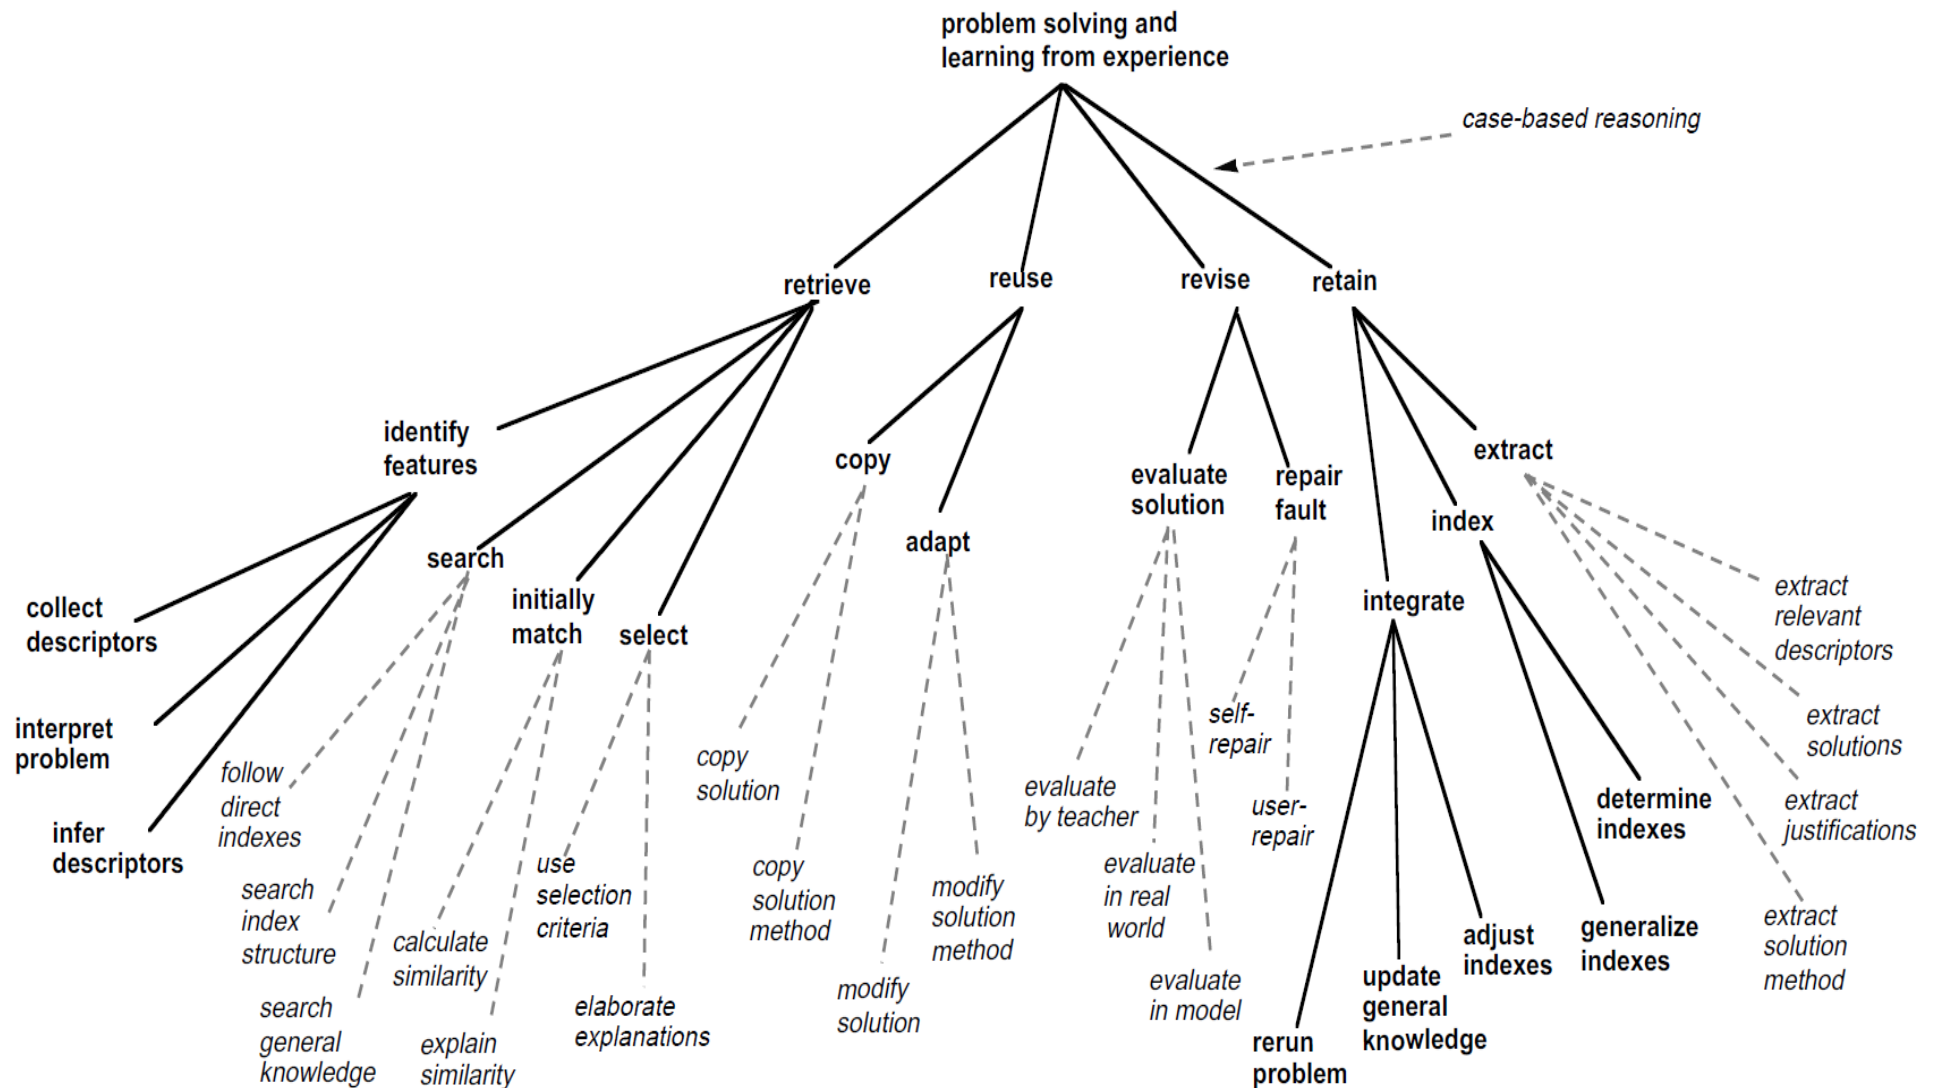 problem solving and
learning from experience
case-based reasoning
retrieve
reuse
revise
retain
identify
features
search
initially
match
select
copy
adapt
evaluate
solution
repair
fault
integrate
index
extract
collect
descriptors
interpret
problem
infer
descriptors
follow
direct
indexes
search
index
structure
search
general
knowledge
calculate
similarity
explain
similarity
use
selection
criteria
elaborate
explanations
copy
solution
copy
solution
method
modify
solution
modify
solution
method
evaluate
by teacher
evaluate
in real
world
evaluate
in model
self-
repair
user-
repair
rerun
problem
update
general
knowledge
adjust
indexes
generalize
indexes
determine
indexes
extract
relevant
descriptors
extract
solutions
extract
justifications
extract
solution
method